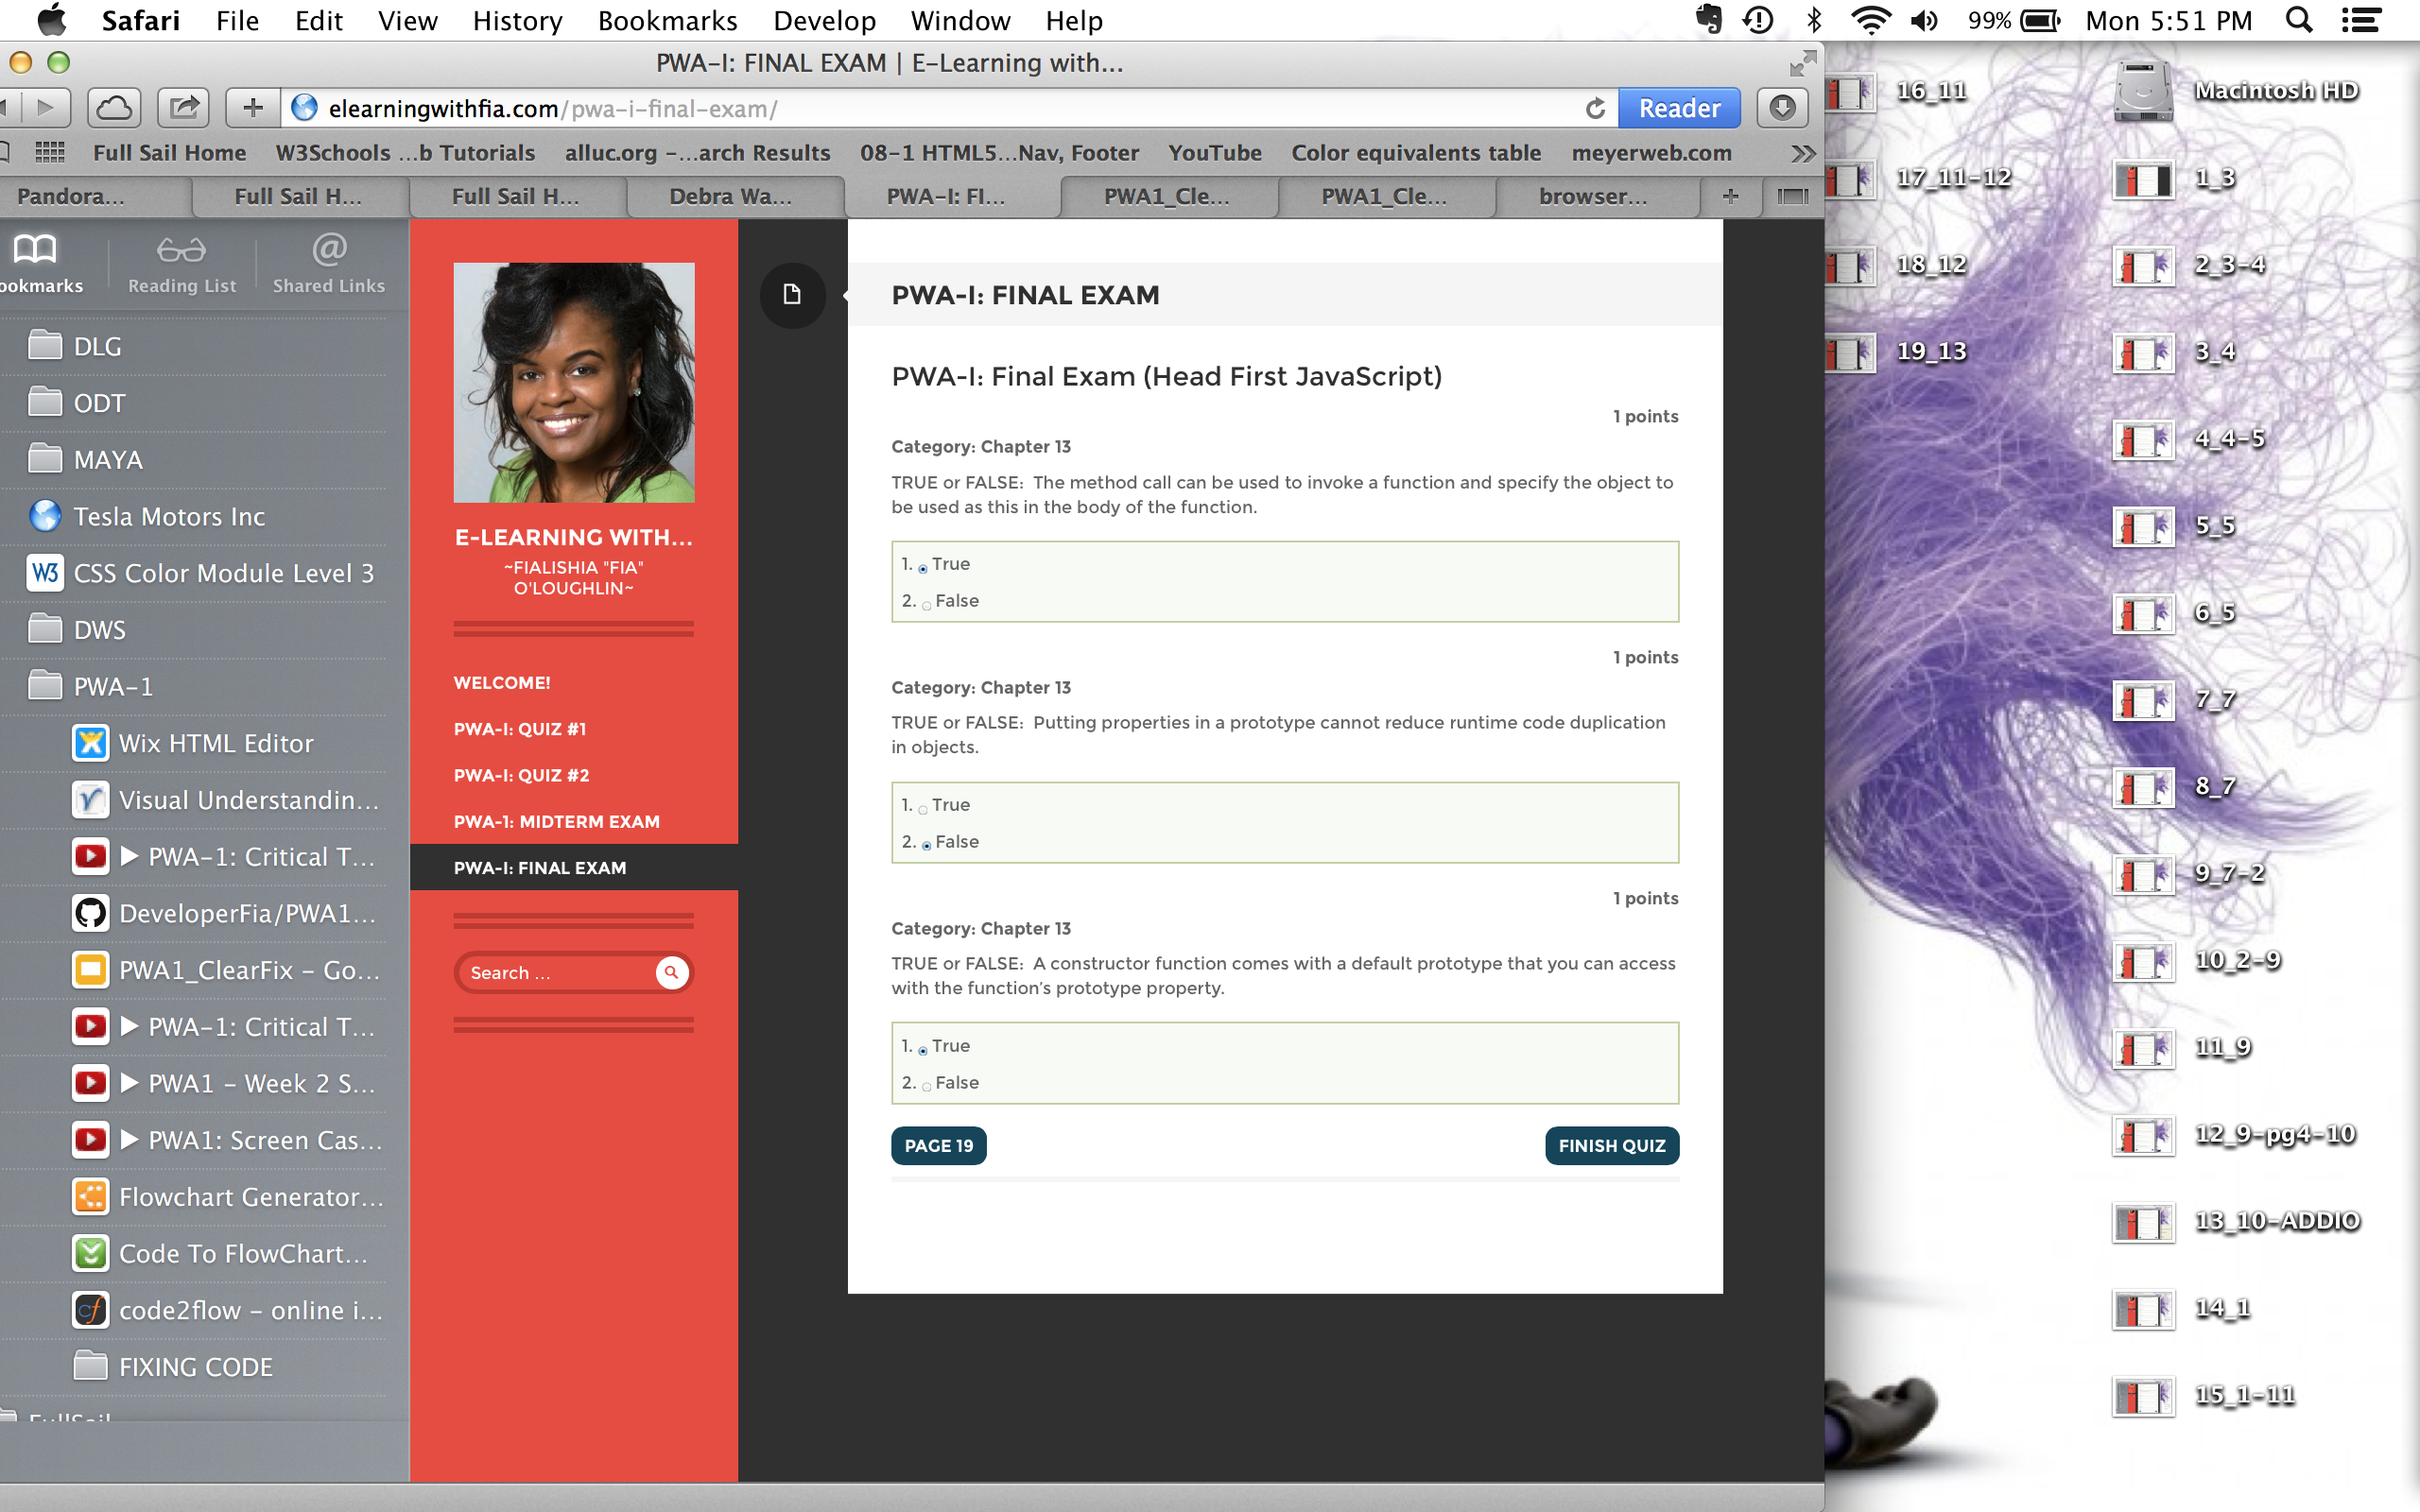 Safari File Edit View History Bookmarks Develop Window Help 99% Mon 5:51 PM
PWA-I: FINAL EXAM | E-Learning with...
elearningwithfia.com/pwa-i-final-exam/ Reader
Full Sail Home W3Schools ...b Tutorials alluc.org -...arch Results 08-1 HTML5...Nav, Footer YouTube Color equivalents table meyerweb.com
Pandora... Full Sail H... Full Sail H... Debra Wa... PWA-I: FI... PWA1_Cle... PWA1_Cle... browser...
ookmarks Reading List Shared Links
DLG
ODT
MAYA
Tesla Motors Inc
W3 CSS Color Module Level 3
DWS
PWA-1
Wix HTML Editor
Visual Understandin...
▶ PWA-1: Critical T...
DeveloperFia/PWA1...
PWA1_ClearFix - Go...
▶ PWA-1: Critical T...
▶ PWA1 - Week 2 S...
▶ PWA1: Screen Cas...
Flowchart Generator...
Code To FlowChart...
cf code2flow - online i...
FIXING CODE
FullSail
E-LEARNING WITH...
~FIALISHIA "FIA"
O'LOUGHLIN~
WELCOME!
PWA-I: QUIZ #1
PWA-I: QUIZ #2
PWA-1: MIDTERM EXAM
PWA-I: FINAL EXAM
Search ...
PWA-I: FINAL EXAM
PWA-I: Final Exam (Head First JavaScript)
1 points
Category: Chapter 13
TRUE or FALSE: The method call can be used to invoke a function and specify the object to
be used as this in the body of the function.
1. True
2. False
1 points
Category: Chapter 13
TRUE or FALSE: Putting properties in a prototype cannot reduce runtime code duplication
in objects.
1. True
2. False
1 points
Category: Chapter 13
TRUE or FALSE: A constructor function comes with a default prototype that you can access
with the function's prototype property.
1. True
2. False
PAGE 19 FINISH QUIZ
16_11
17_11-12
18_12
19_13
Macintosh HD
1_3
2_3-4
3_4
4_4-5
5_5
6_5
7_7
8_7
9_7-2
10_2-9
11_9
12_9-pg4-10
13_10-ADDIO
14_1
15_1-11